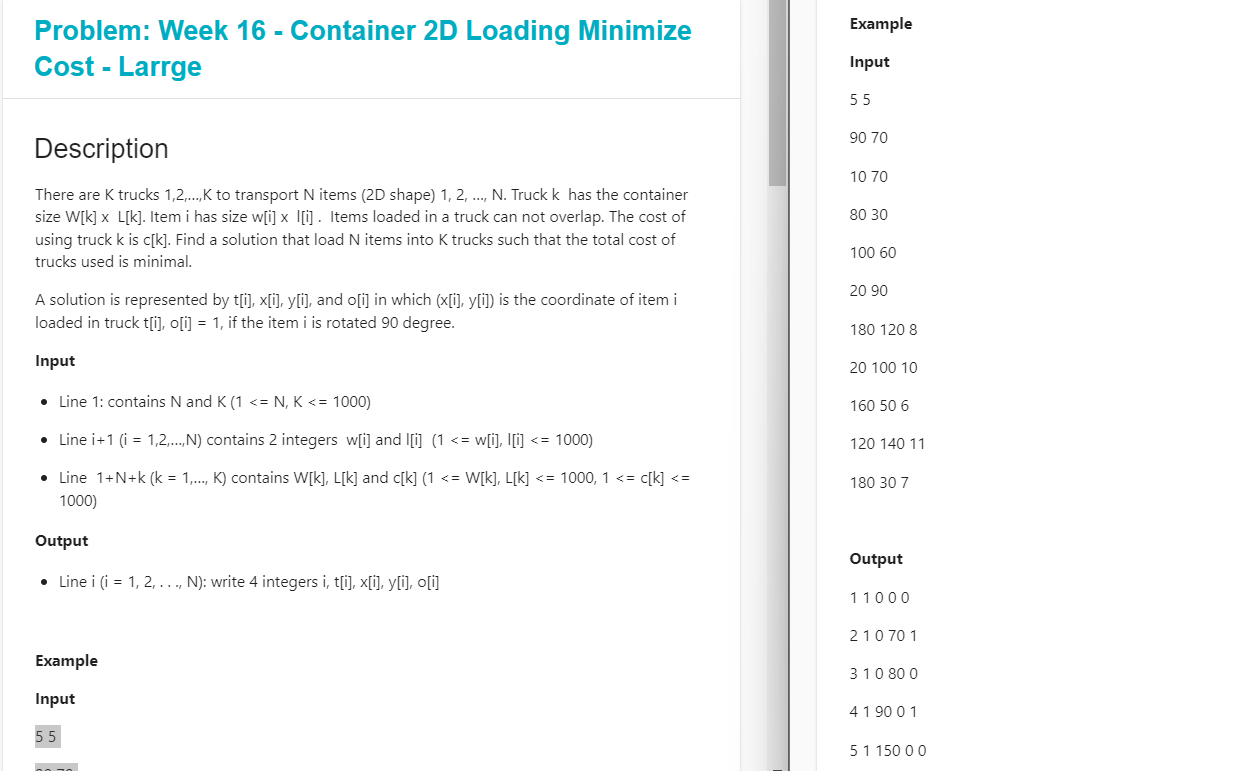 Problem: Week 16 - Container 2D Loading Minimize
Cost - Larrge
Description
There are K trucks 1,2,...,K to transport N items (2D shape) 1, 2, ..., N. Truck k  has the container
size W[k] x  L[k]. Item i has size w[i] x  l[i] .  Items loaded in a truck can not overlap. The cost of
using truck k is c[k]. Find a solution that load N items into K trucks such that the total cost of
trucks used is minimal.
A solution is represented by t[i], x[i], y[i], and o[i] in which (x[i], y[i]) is the coordinate of item i
loaded in truck t[i], o[i] = 1, if the item i is rotated 90 degree.
Input
• Line 1: contains N and K (1 <= N, K <= 1000)
• Line i+1 (i = 1,2,...,N) contains 2 integers  w[i] and l[i]  (1 <= w[i], l[i] <= 1000)
• Line  1+N+k (k = 1,..., K) contains W[k], L[k] and c[k] (1 <= W[k], L[k] <= 1000, 1 <= c[k] <=
1000)
Output
• Line i (i = 1, 2, . . ., N): write 4 integers i, t[i], x[i], y[i], o[i]
Example
Input
5 5
Example
Input
5 5
90 70
10 70
80 30
100 60
20 90
180 120 8
20 100 10
160 50 6
120 140 11
180 30 7
Output
1 1 0 0 0
2 1 0 70 1
3 1 0 80 0
4 1 90 0 1
5 1 150 0 0